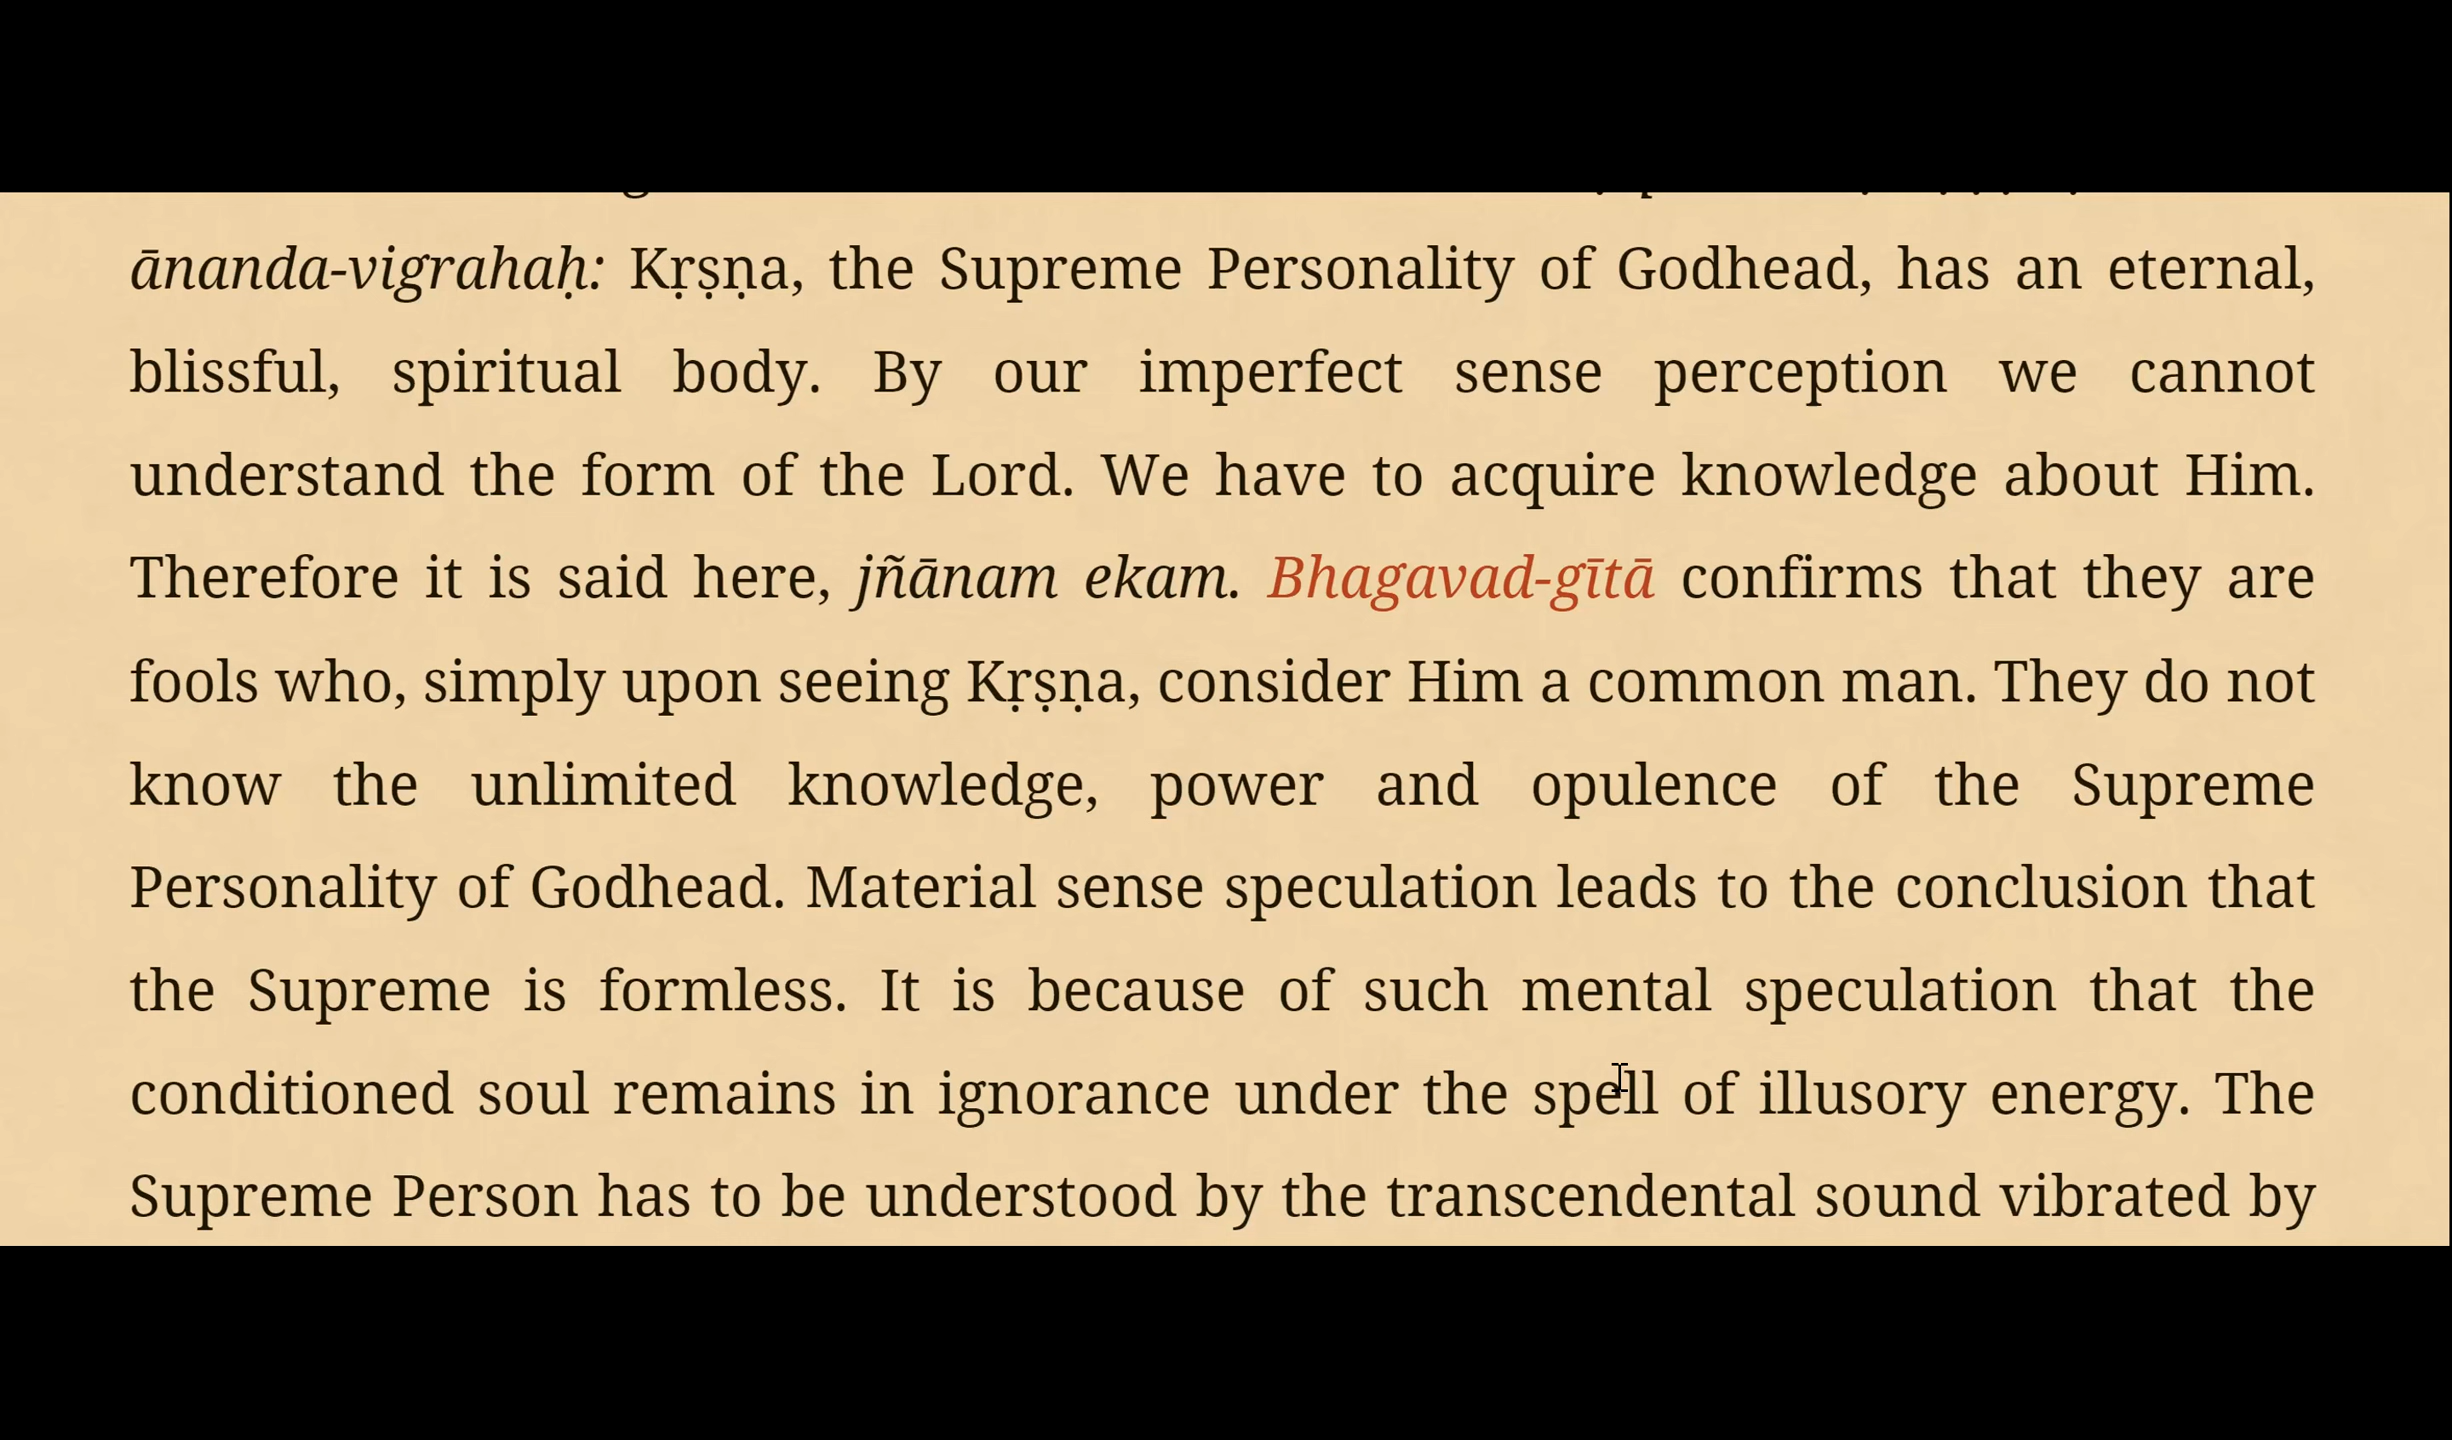 ānanda-vigrahaḥ: Kṛṣṇa, the Supreme Personality of Godhead, has an eternal,
blissful, spiritual body. By our imperfect sense perception we cannot
understand the form of the Lord. We have to acquire knowledge about Him.
Therefore it is said here, jñānam ekam. Bhagavad-gītā confirms that they are
fools who, simply upon seeing Kṛṣṇa, consider Him a common man. They do not
know the unlimited knowledge, power and opulence of the Supreme
Personality of Godhead. Material sense speculation leads to the conclusion that
the Supreme is formless. It is because of such mental speculation that the
conditioned soul remains in ignorance under the spell of illusory energy. The
Supreme Person has to be understood by the transcendental sound vibrated by